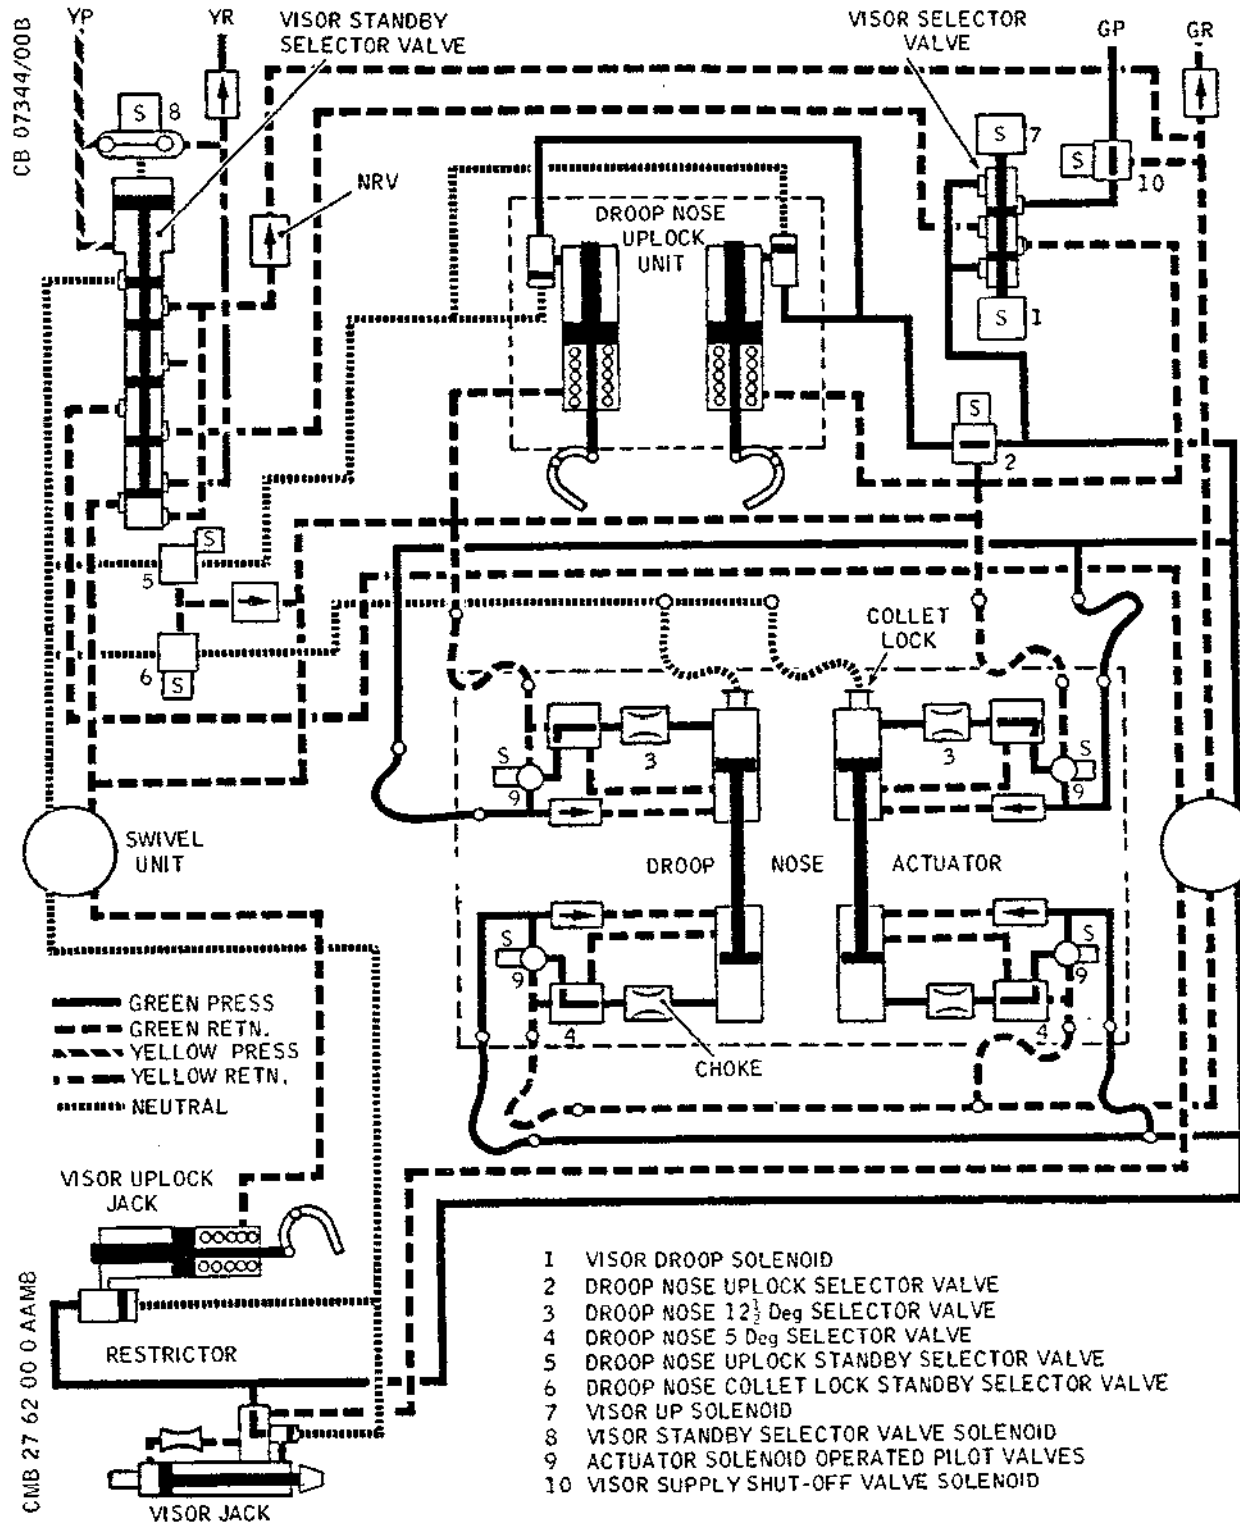 YP
YR
VISOR STANDBY
SELECTOR VALVE
VISOR SELECTOR
VALVE
GP
GR
CB 07344/00B
S 8
S 7
S
10
NRV
DROOP NOSE
UPLOCK
UNIT
S 1
S
2
S
5
6
S
COLLET
LOCK
S
9
3
3
S
9
SWIVEL
UNIT
DROOP NOSE ACTUATOR
S
9
4
S
9
4
CHOKE
GREEN PRESS
GREEN RETN.
YELLOW PRESS
YELLOW RETN.
NEUTRAL
VISOR UPLOCK
JACK
RESTRICTOR
VISOR JACK
CMB 27 62 00 0 AAMB
1 VISOR DROOP SOLENOID
2 DROOP NOSE UPLOCK SELECTOR VALVE
3 DROOP NOSE 12½ Deg SELECTOR VALVE
4 DROOP NOSE 5 Deg SELECTOR VALVE
5 DROOP NOSE UPLOCK STANDBY SELECTOR VALVE
6 DROOP NOSE COLLET LOCK STANDBY SELECTOR VALVE
7 VISOR UP SOLENOID
8 VISOR STANDBY SELECTOR VALVE SOLENOID
9 ACTUATOR SOLENOID OPERATED PILOT VALVES
10 VISOR SUPPLY SHUT-OFF VALVE SOLENOID